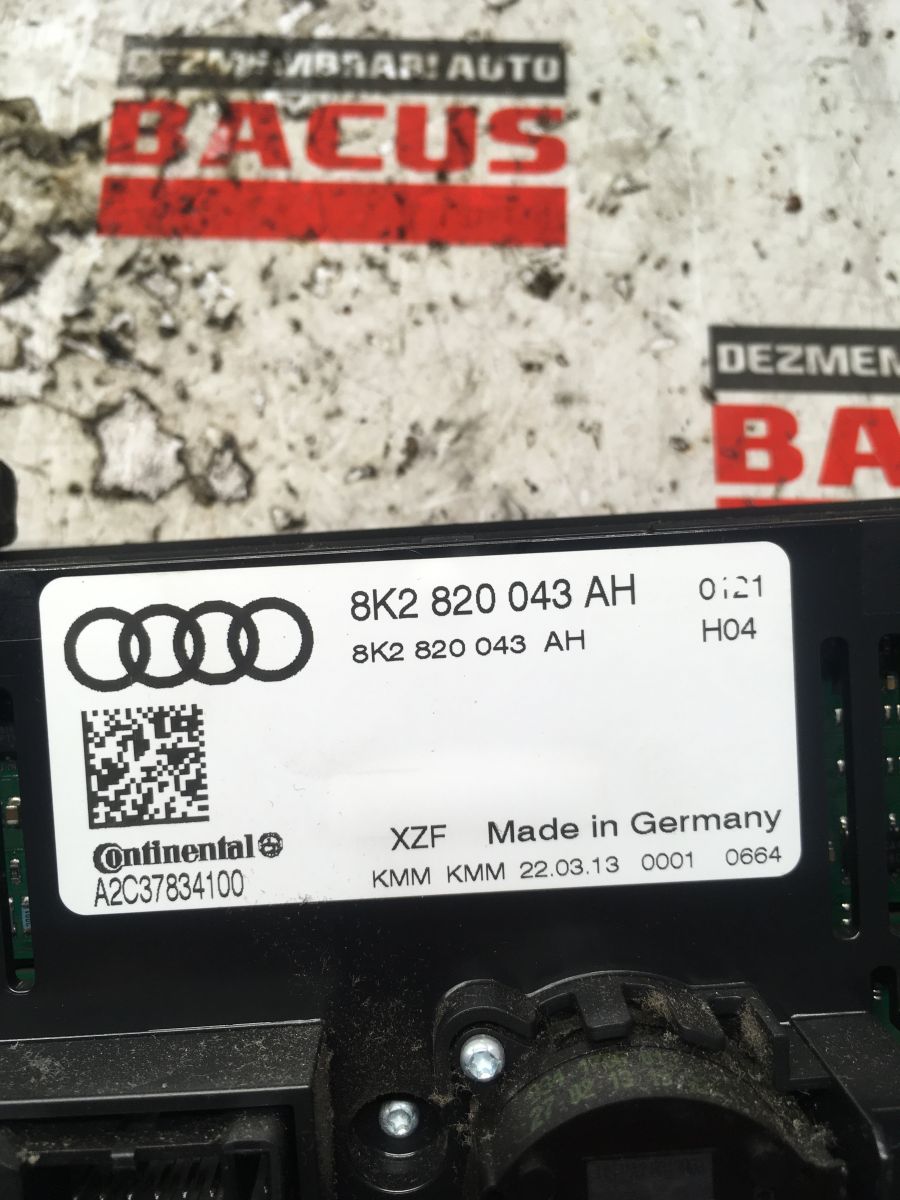 DEZMEMBRARI AUTO
BACUS
DEZMEM
BA
8K2 820 043 AH 0121
8K2 820 043 AH H04
XZF Made in Germany
Continental
A2C37834100
KMM KMM 22.03.13 0001 0664